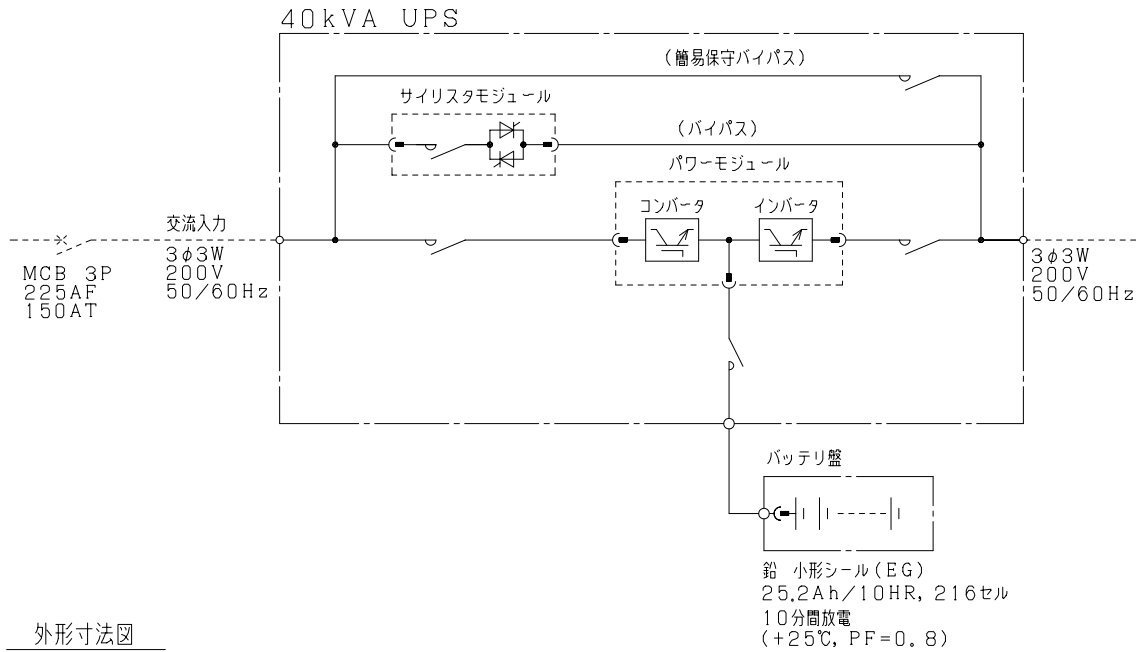 40kVA UPS
(簡易保守バイパス)
サイリスタモジュール
(バイパス)
パワーモジュール
コンバータ
インバータ
交流入力
3φ3W
200V
50/60Hz
MCB 3P
225AF
150AT
3φ3W
200V
50/60Hz
バッテリ盤
鉛 小形シール(EG)
25.2Ah/10HR, 216セル
10分間放電
(+25℃, PF=0.8)
外形寸法図